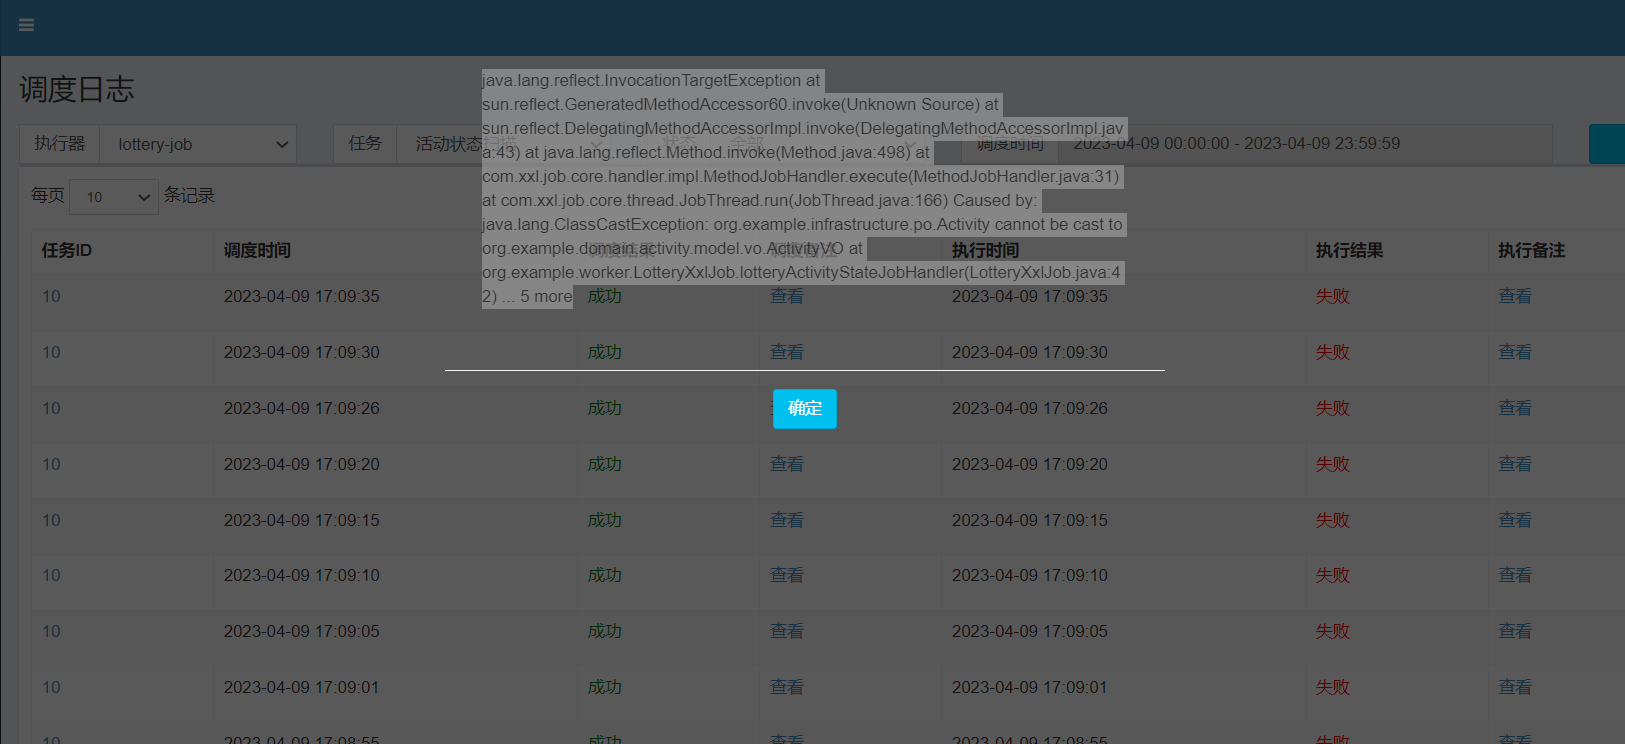 调度日志
执行器 lottery-job 任务 活动状态扫描 状态 全部 调度时间 2023-04-09 00:00:00 - 2023-04-09 23:59:59
java.lang.reflect.InvocationTargetException at
sun.reflect.GeneratedMethodAccessor60.invoke(Unknown Source) at
sun.reflect.DelegatingMethodAccessorImpl.invoke(DelegatingMethodAccessorImpl.jav
a:43) at java.lang.reflect.Method.invoke(Method.java:498) at
com.xxl.job.core.handler.impl.MethodJobHandler.execute(MethodJobHandler.java:31)
at com.xxl.job.core.thread.JobThread.run(JobThread.java:166) Caused by:
java.lang.ClassCastException: org.example.infrastructure.po.Activity cannot be cast to
org.example.domain.activity.model.vo.ActivityVO at
org.example.worker.LotteryXxlJob.lotteryActivityStateJobHandler(LotteryXxlJob.java:4
2) ... 5 more
确定
每页 10 条记录
任务ID 调度时间 调度结果 调度备注 执行时间 执行结果 执行备注
10 2023-04-09 17:09:35 成功 查看 2023-04-09 17:09:35 失败 查看
10 2023-04-09 17:09:30 成功 查看 2023-04-09 17:09:30 失败 查看
10 2023-04-09 17:09:26 成功 2023-04-09 17:09:26 失败 查看
10 2023-04-09 17:09:20 成功 查看 2023-04-09 17:09:20 失败 查看
10 2023-04-09 17:09:15 成功 查看 2023-04-09 17:09:15 失败 查看
10 2023-04-09 17:09:10 成功 查看 2023-04-09 17:09:10 失败 查看
10 2023-04-09 17:09:05 成功 查看 2023-04-09 17:09:05 失败 查看
10 2023-04-09 17:09:01 成功 查看 2023-04-09 17:09:01 失败 查看
10 2023-04-09 17:08:55 成功 查看 2023-04-09 17:08:55 失败 查看